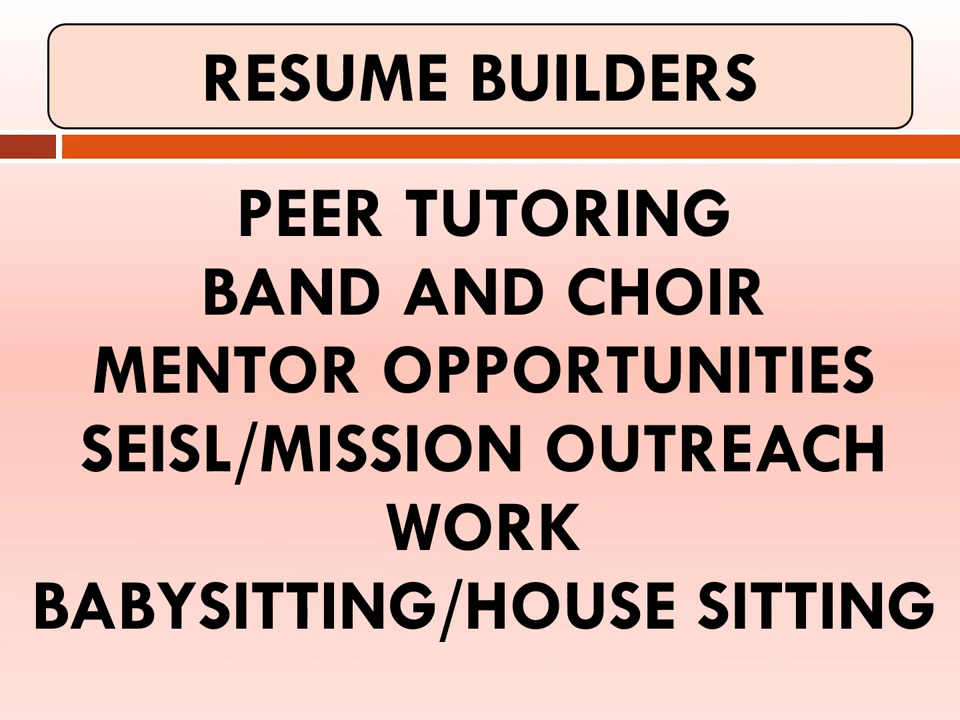 RESUME BUILDERS
PEER TUTORING
BAND AND CHOIR
MENTOR OPPORTUNITIES
SEISL/MISSION OUTREACH
WORK
BABYSITTING/HOUSE SITTING